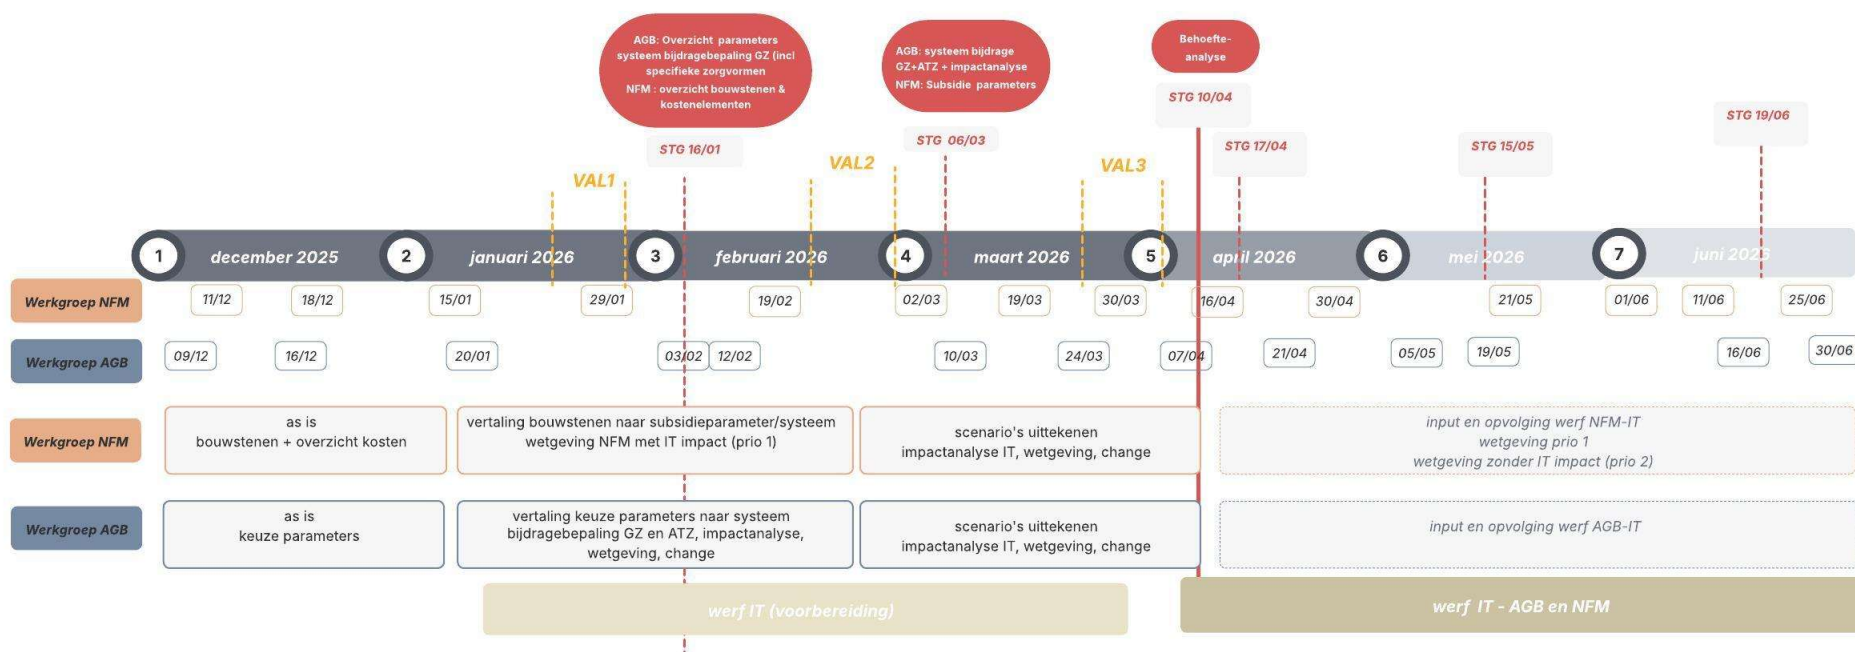 AGB: Overzicht parameters
systeem bijdragebepaling GZ (incl
specifieke zorgvormen
NFM : overzicht bouwstenen &
kostenelementen
AGB: systeem bijdrage
GZ+ATZ + impactanalyse
NFM: Subsidie parameters
Behoefte-
analyse
STG 10/04
STG 16/01
STG 06/03
STG 17/04
STG 15/05
STG 19/06
VAL1
VAL2
VAL3
1
december 2025
2
januari 2026
3
februari 2026
4
maart 2026
5
april 2026
6
mei 2026
7
juni 2026
Werkgroep NFM
11/12
18/12
15/01
29/01
19/02
02/03
19/03
30/03
16/04
30/04
21/05
01/06
11/06
25/06
Werkgroep AGB
09/12
16/12
20/01
03/02
12/02
10/03
24/03
07/04
21/04
05/05
19/05
16/06
30/06
Werkgroep NFM
as is
bouwstenen + overzicht kosten
vertaling bouwstenen naar subsidieparameter/systeem
wetgeving NFM met IT impact (prio 1)
scenario's uittekenen
impactanalyse IT, wetgeving, change
input en opvolging werf NFM-IT
wetgeving prio 1
wetgeving zonder IT impact (prio 2)
Werkgroep AGB
as is
keuze parameters
vertaling keuze parameters naar systeem
bijdragebepaling GZ en ATZ, impactanalyse,
wetgeving, change
scenario's uittekenen
impactanalyse IT, wetgeving, change
input en opvolging werf AGB-IT
werf IT (voorbereiding)
werf IT - AGB en NFM